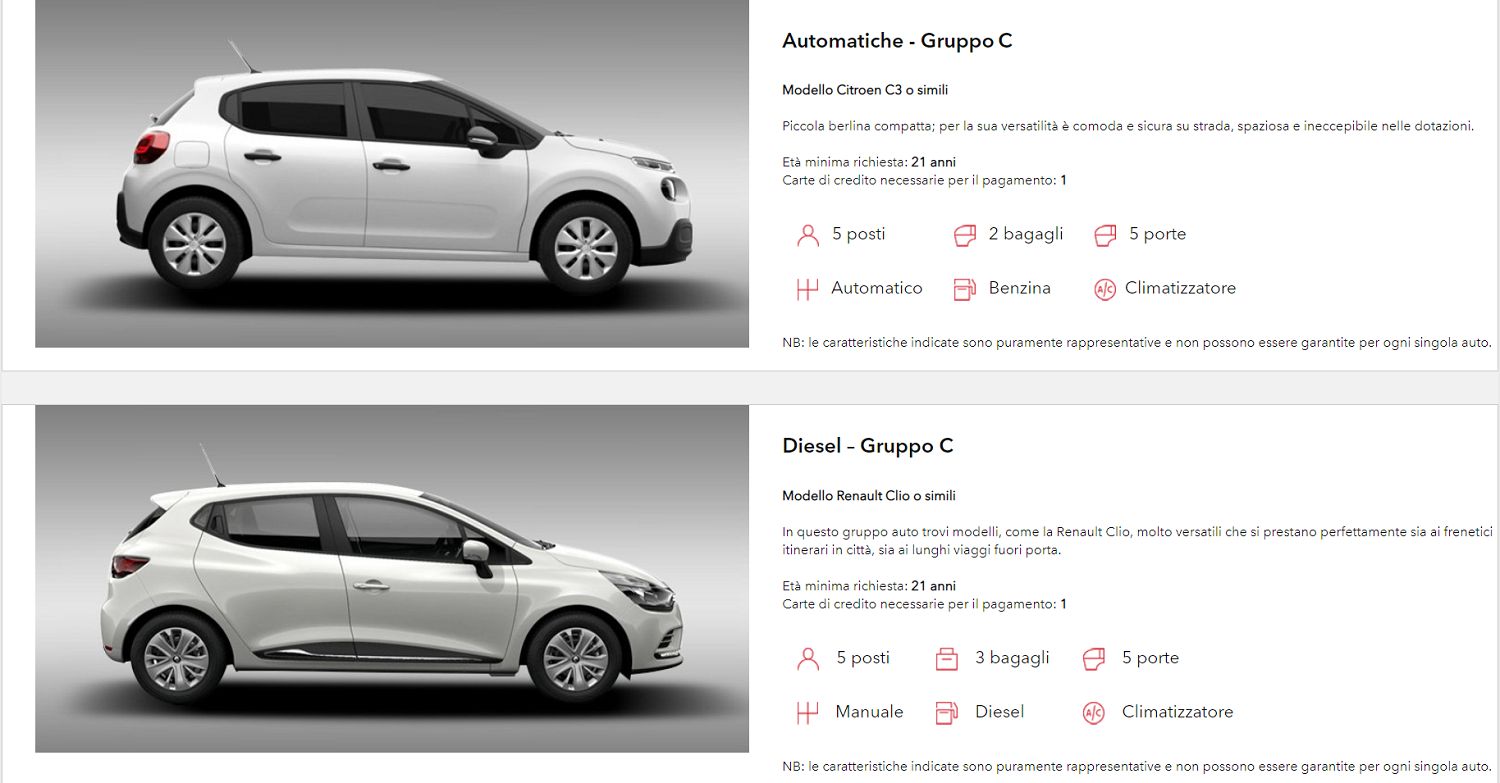 Automatiche - Gruppo C
Modello Citroen C3 o simili
Piccola berlina compatta; per la sua versatilità è comoda e sicura su strada, spaziosa e ineccepibile nelle dotazioni.
Età minima richiesta: 21 anni
Carte di credito necessarie per il pagamento: 1
5 posti 2 bagagli 5 porte
Automatico Benzina A/C Climatizzatore
NB: le caratteristiche indicate sono puramente rappresentative e non possono essere garantite per ogni singola auto.
Diesel – Gruppo C
Modello Renault Clio o simili
In questo gruppo auto trovi modelli, come la Renault Clio, molto versatili che si prestano perfettamente sia ai frenetici
itinerari in città, sia ai lunghi viaggi fuori porta.
Età minima richiesta: 21 anni
Carte di credito necessarie per il pagamento: 1
5 posti 3 bagagli 5 porte
Manuale Diesel A/C Climatizzatore
NB: le caratteristiche indicate sono puramente rappresentative e non possono essere garantite per ogni singola auto.